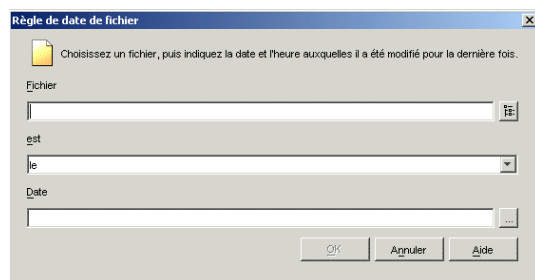 Règle de date de fichier
Choisissez un fichier, puis indiquez la date et l'heure auxquelles il a été modifié pour la dernière fois.
Fichier
est
le
Date
...
OK Annuler Aide